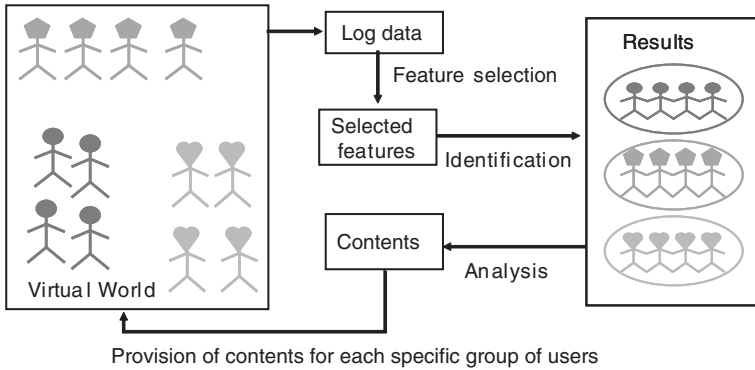 Log data
Results
Feature selection
Selected
features
Identification
Contents
Analysis
Virtual World
Provision of contents for each specific group of users